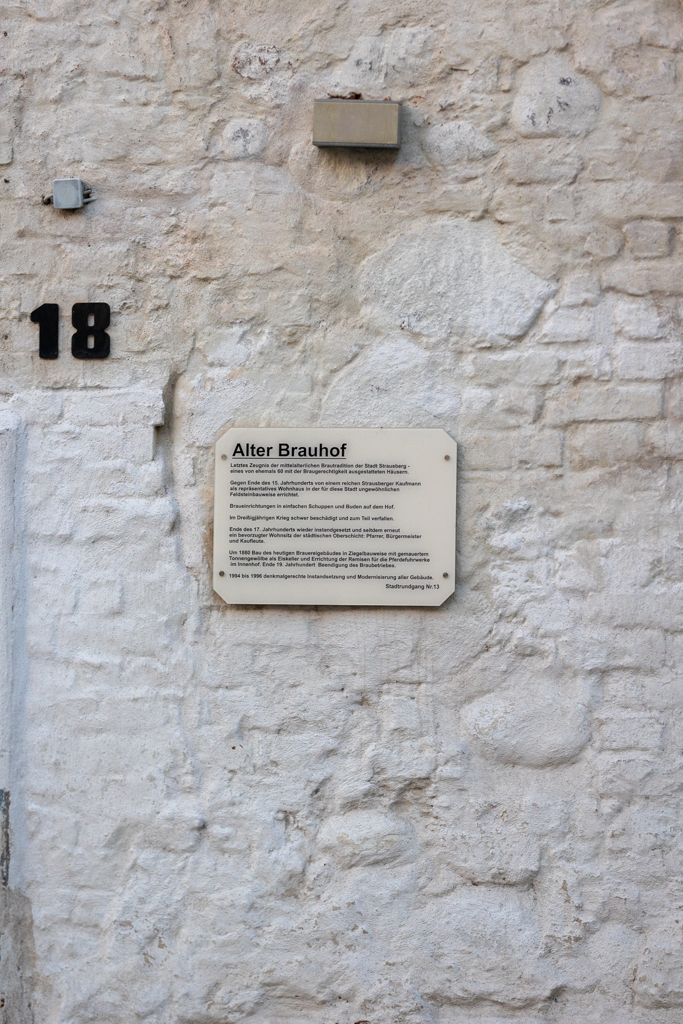 18
Alter Brauhof
Letztes Zeugnis der mittelalterlichen Brautradition der Stadt Strausberg -
eines von ehemals 60 mit der Braugerechtigkeit ausgestatteten Häusern.
Gegen Ende des 15. Jahrhunderts von einem reichen Strausberger Kaufmann
als repräsentatives Wohnhaus in der für diese Stadt ungewöhnlichen
Feldsteinbauweise errichtet.
Braueinrichtungen in einfachen Schuppen und Buden auf dem Hof.
Im Dreißigjährigen Krieg schwer beschädigt und zum Teil verfallen.
Ende des 17. Jahrhunderts wieder instandgesetzt und seitdem erneut
ein bevorzugter Wohnsitz der städtischen Oberschicht: Pfarrer, Bürgermeister
und Kaufleute.
Um 1880 Bau des heutigen Brauereigebäudes in Ziegelbauweise mit gemauertem
Tonnengewölbe als Eiskeller und Errichtung der Remisen für die Pferdefuhrwerke
im Innenhof. Ende 19. Jahrhundert Beendigung des Braubetriebes.
1994 bis 1996 denkmalgerechte Instandsetzung und Modernisierung aller Gebäude.
Stadtrundgang Nr.13